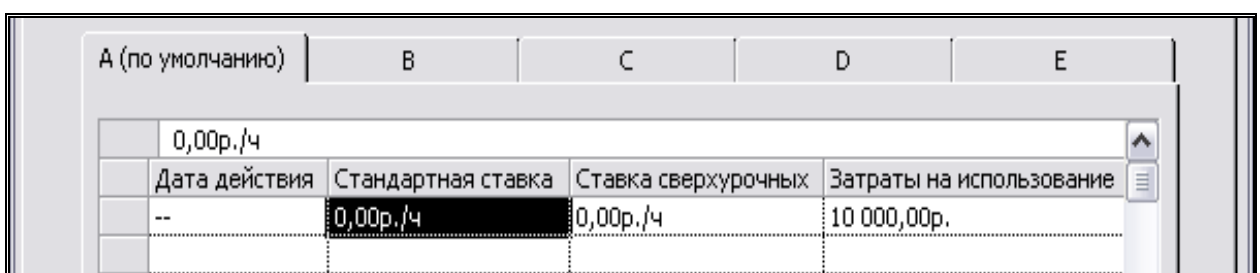 А (по умолчанию) B C D E
0,00р./ч
Дата действия Стандартная ставка Ставка сверхурочных Затраты на использование
-- 0,00р./ч 0,00р./ч 10 000,00р.